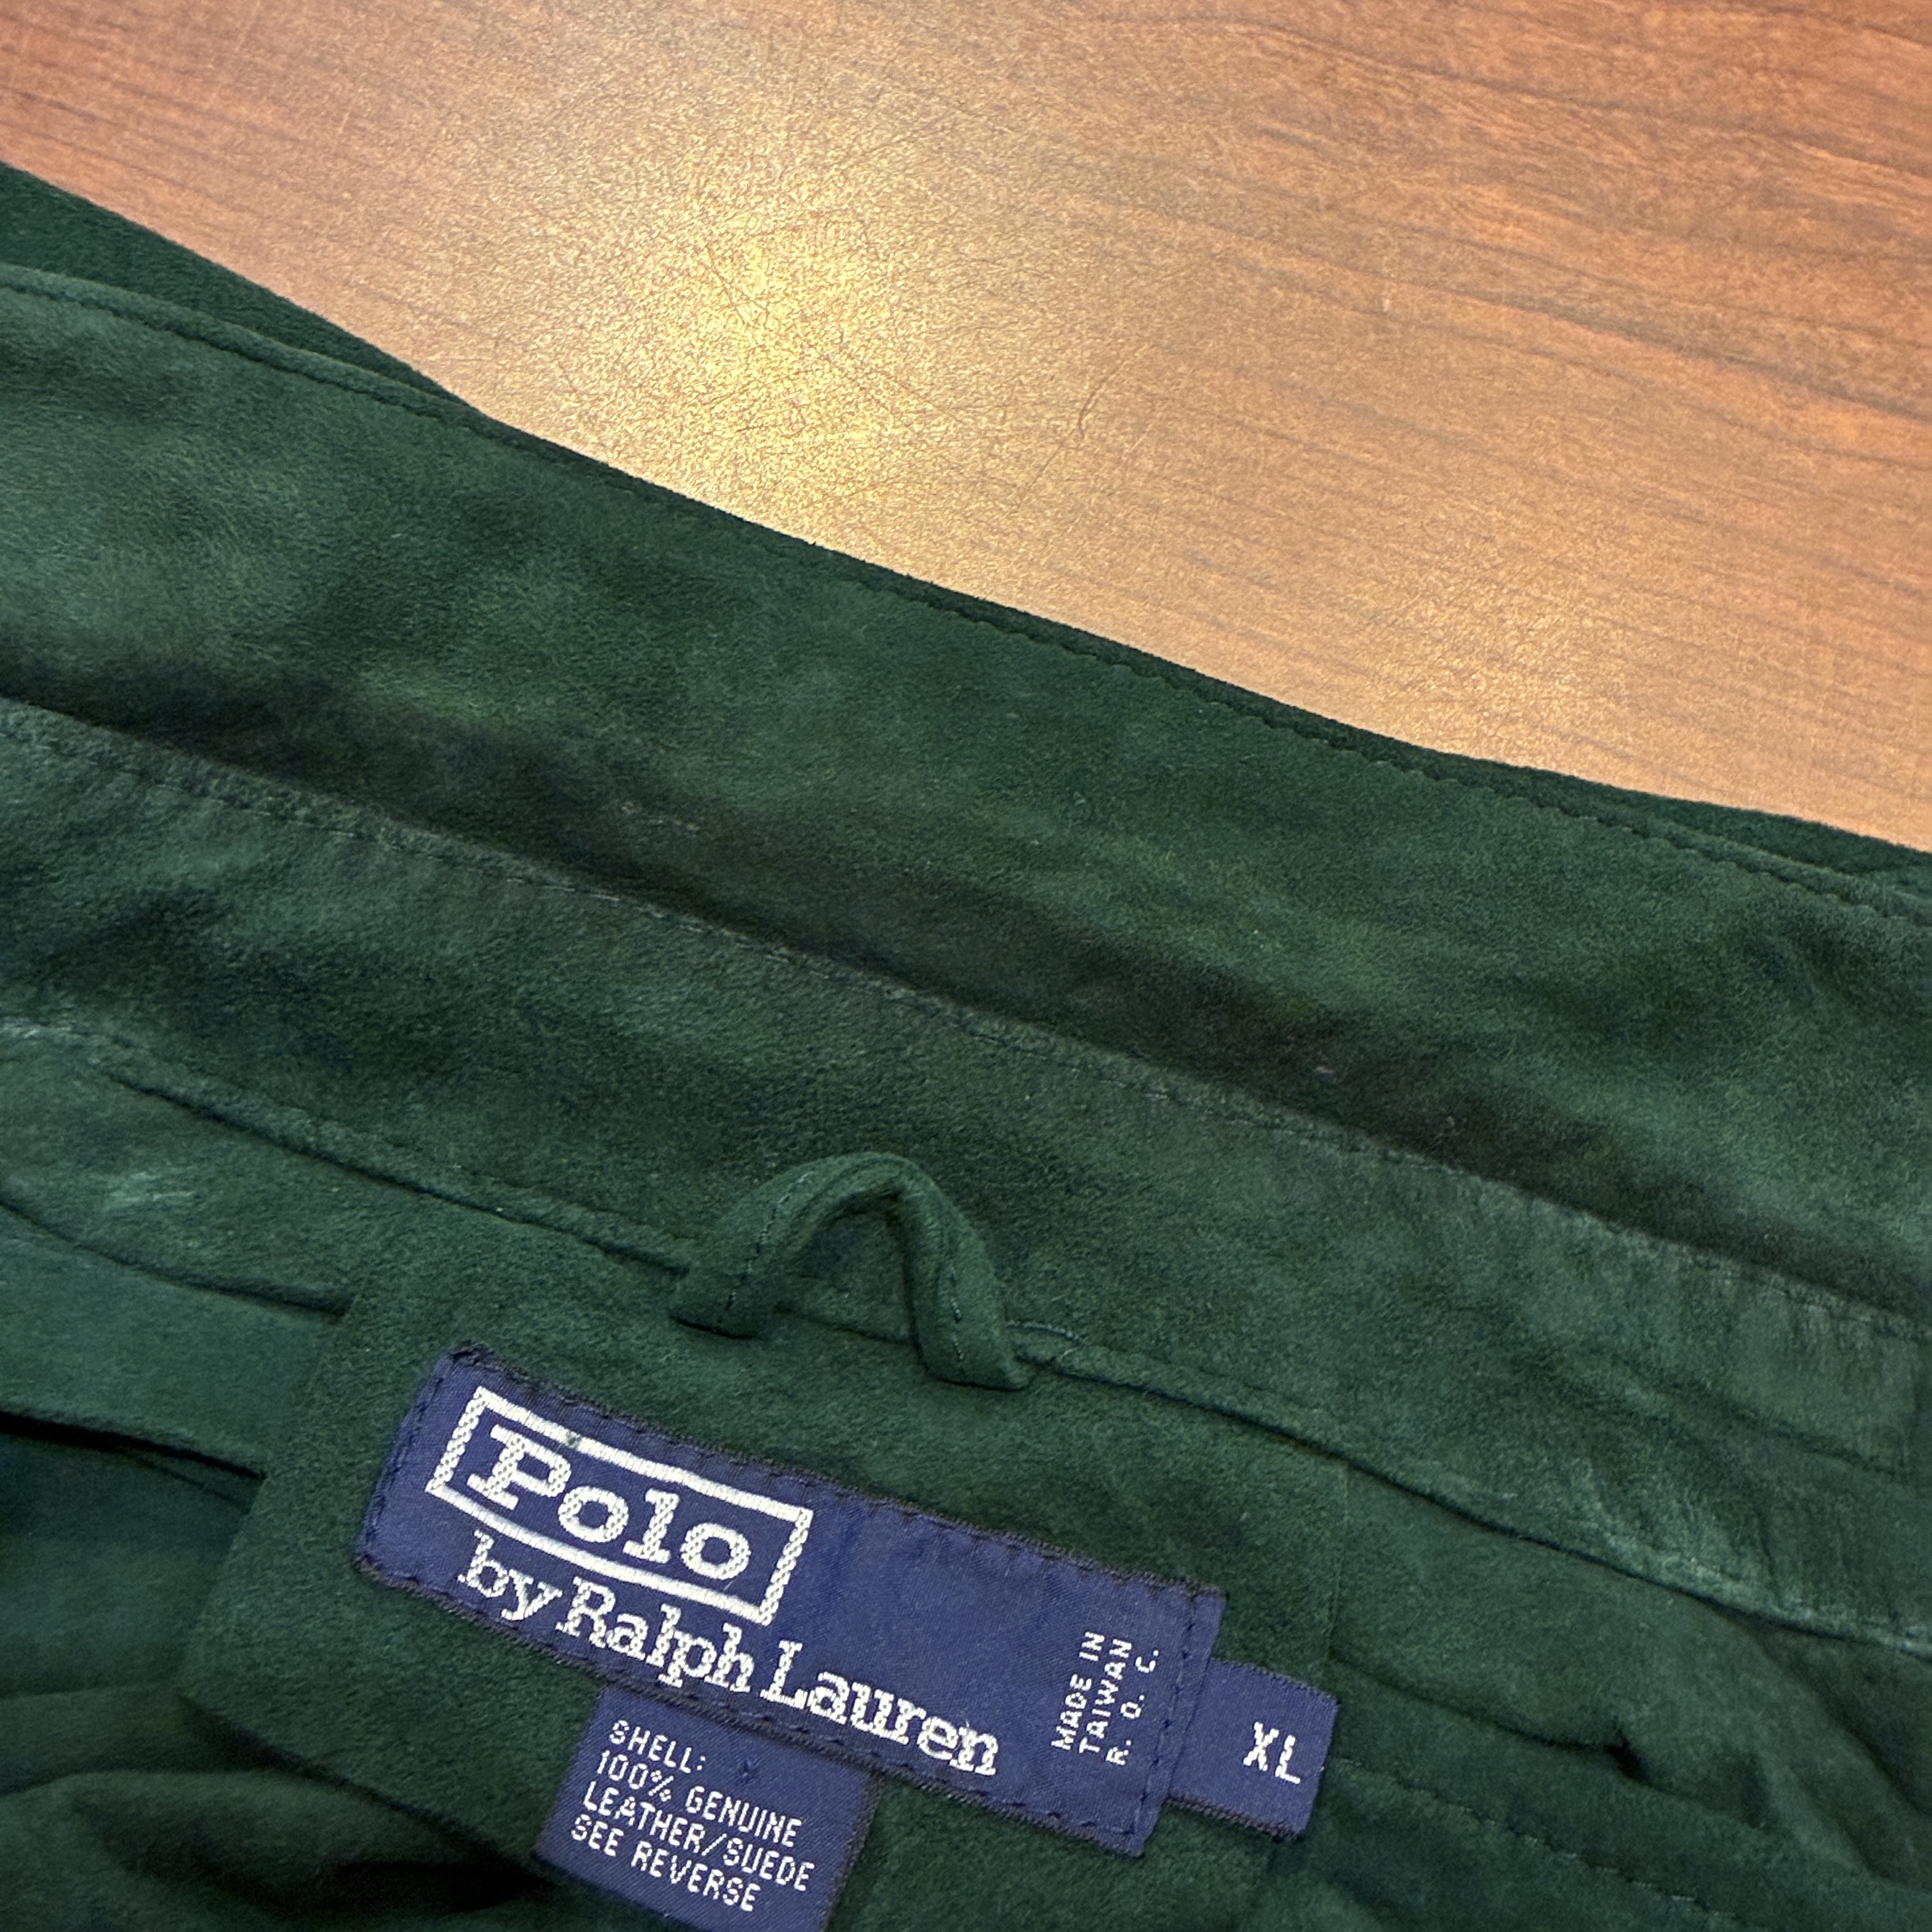 Polo
by Ralph Lauren
MADE IN
TAIWAN
R. O. C.
XL
SHELL:
100% GENUINE
LEATHER/SUEDE
SEE REVERSE